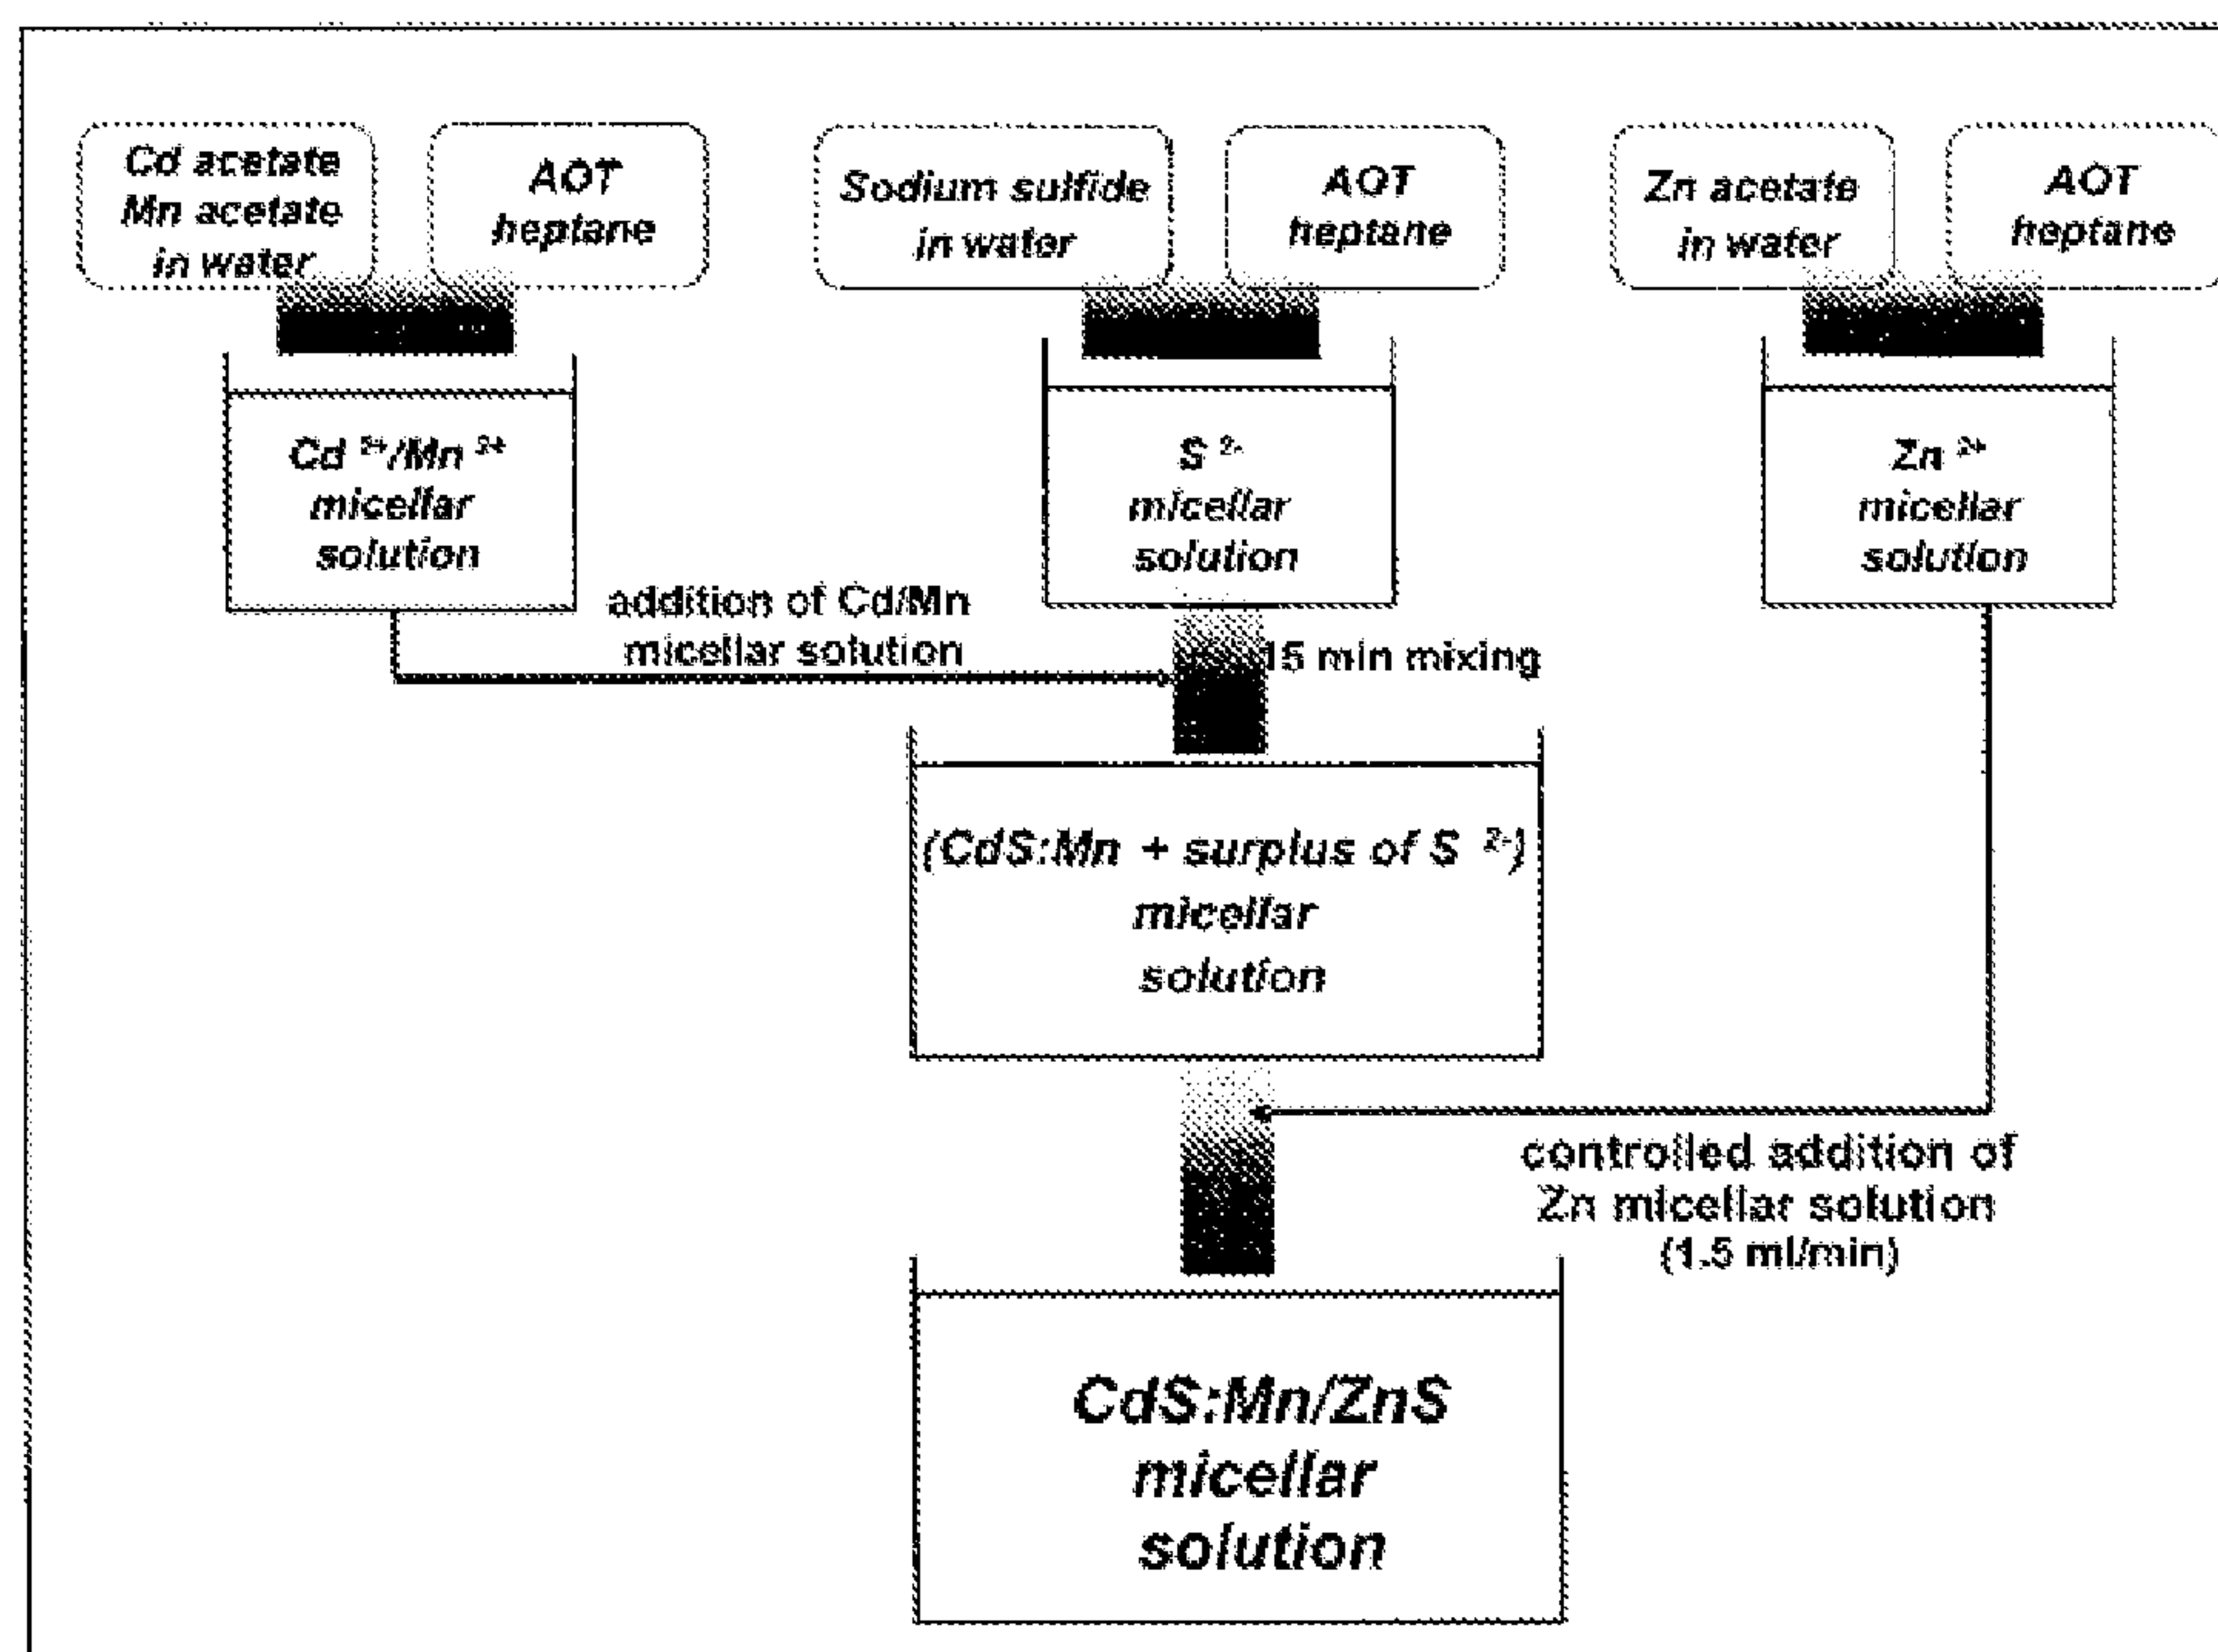 Cd acetate
Mn acetate
in water
AOT
heptane
Sodium sulfide
in water
AOT
heptane
Zn acetate
in water
AOT
heptane
Cd 2+/Mn 2+
micellar
solution
S 2-
micellar
solution
Zn 2+
micellar
solution
addition of Cd/Mn
micellar solution
15 min mixing
(CdS:Mn + surplus of S 2-)
micellar
solution
controlled addition of
Zn micellar solution
(1.5 ml/min)
CdS:Mn/ZnS
micellar
solution